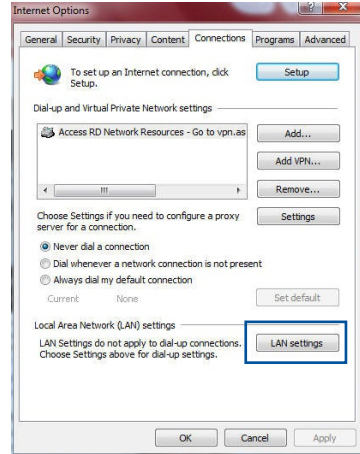 Internet Options
General Security Privacy Content Connections Programs Advanced
To set up an Internet connection, click Setup.
Setup
Dial-up and Virtual Private Network settings
Access RD Network Resources - Go to vpn.as
Add...
Add VPN...
Remove...
Choose Settings if you need to configure a proxy
server for a connection.
Settings
Never dial a connection
Dial whenever a network connection is not present
Always dial my default connection
Current None
Set default
Local Area Network (LAN) settings
LAN Settings do not apply to dial-up connections.
Choose Settings above for dial-up settings.
LAN settings
OK Cancel Apply